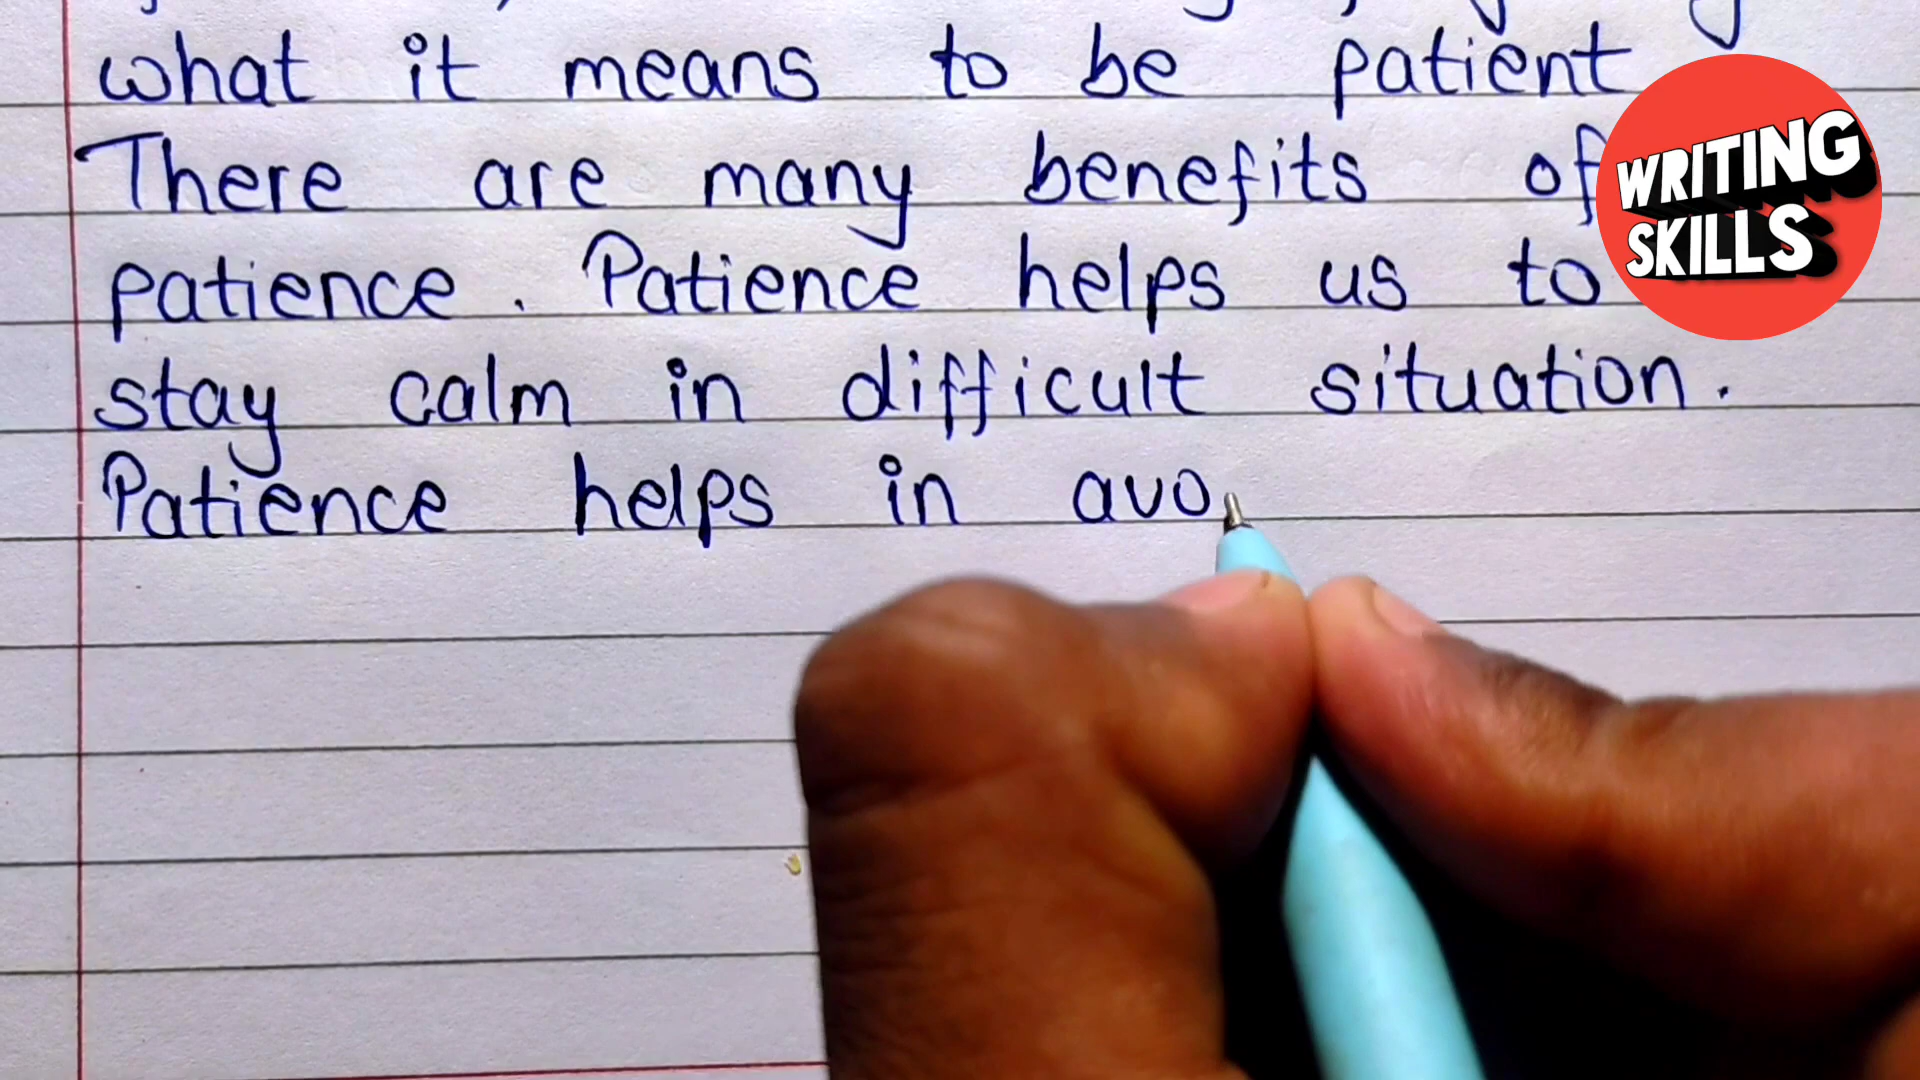 what it means to be patient
There are many benefits of
patience. Patience helps us to
stay calm in difficult situation.
Patience helps in avo
WRITING
SKILLS